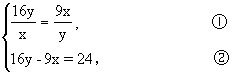 16y/x = 9x/y , ①
16y - 9x = 24 , ②